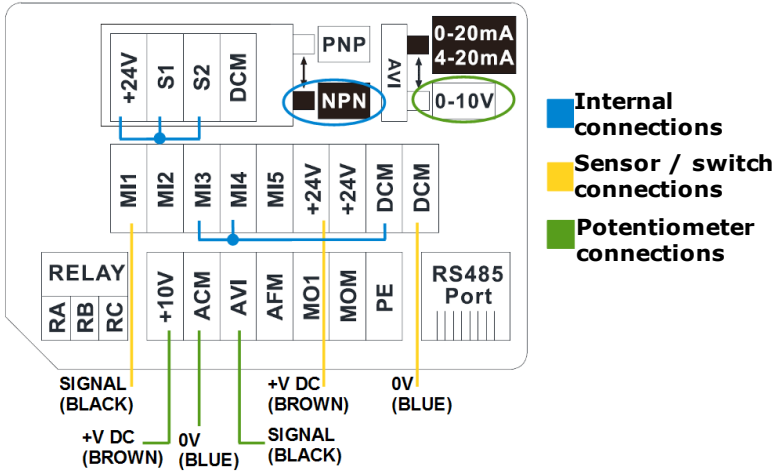 +24V S1 S2 DCM
PNP
NPN
AVI
0-20mA
4-20mA
0-10V
Internal
connections
Sensor / switch
connections
Potentiometer
connections
MI1 MI2 MI3 MI4 MI5 +24V +24V DCM DCM
RELAY
RA RB RC
+10V ACM AVI AFM MO1 MOM PE
RS485
Port
SIGNAL
(BLACK)
+V DC
(BROWN)
0V
(BLUE)
+V DC
(BROWN)
0V
(BLUE)
SIGNAL
(BLACK)